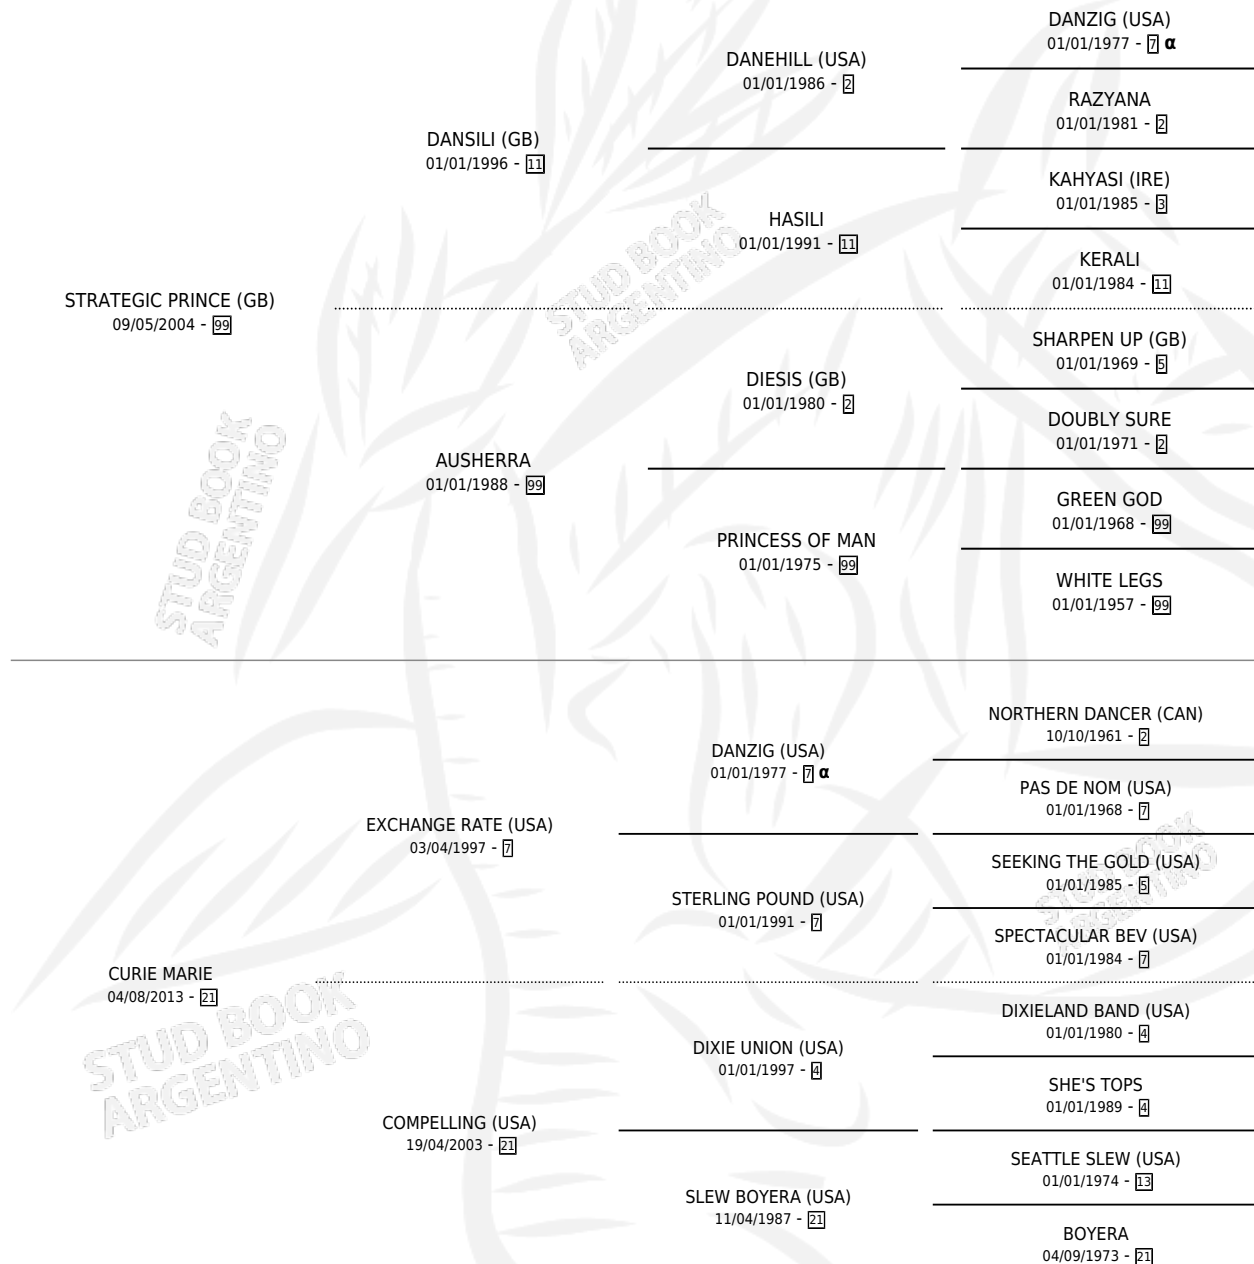 DANZIG (USA)
01/01/1977 - 7 α
DANEHILL (USA)
01/01/1986 - 2
RAZYANA
01/01/1981 - 2
DANSILI (GB)
01/01/1996 - 11
KAHYASI (IRE)
01/01/1985 - 3
HASILI
01/01/1991 - 11
KERALI
01/01/1984 - 11
STRATEGIC PRINCE (GB)
09/05/2004 - 99
SHARPEN UP (GB)
01/01/1969 - 5
DIESIS (GB)
01/01/1980 - 2
DOUBLY SURE
01/01/1971 - 2
AUSHERRA
01/01/1988 - 99
GREEN GOD
01/01/1968 - 99
PRINCESS OF MAN
01/01/1975 - 99
WHITE LEGS
01/01/1957 - 99
NORTHERN DANCER (CAN)
10/10/1961 - 2
DANZIG (USA)
01/01/1977 - 7 α
PAS DE NOM (USA)
01/01/1968 - 7
EXCHANGE RATE (USA)
03/04/1997 - 7
SEEKING THE GOLD (USA)
01/01/1985 - 5
STERLING POUND (USA)
01/01/1991 - 7
SPECTACULAR BEV (USA)
01/01/1984 - 7
CURIE MARIE
04/08/2013 - 21
DIXIELAND BAND (USA)
01/01/1980 - 4
DIXIE UNION (USA)
01/01/1997 - 4
SHE'S TOPS
01/01/1989 - 4
COMPELLING (USA)
19/04/2003 - 21
SEATTLE SLEW (USA)
01/01/1974 - 13
SLEW BOYERA (USA)
11/04/1987 - 21
BOYERA
04/09/1973 - 21
STUD BOOK
ARGENTINO
STUD BOOK
ARGENTINO
STUD BOOK
ARGENTINO
STUD BOOK
ARGENTINO